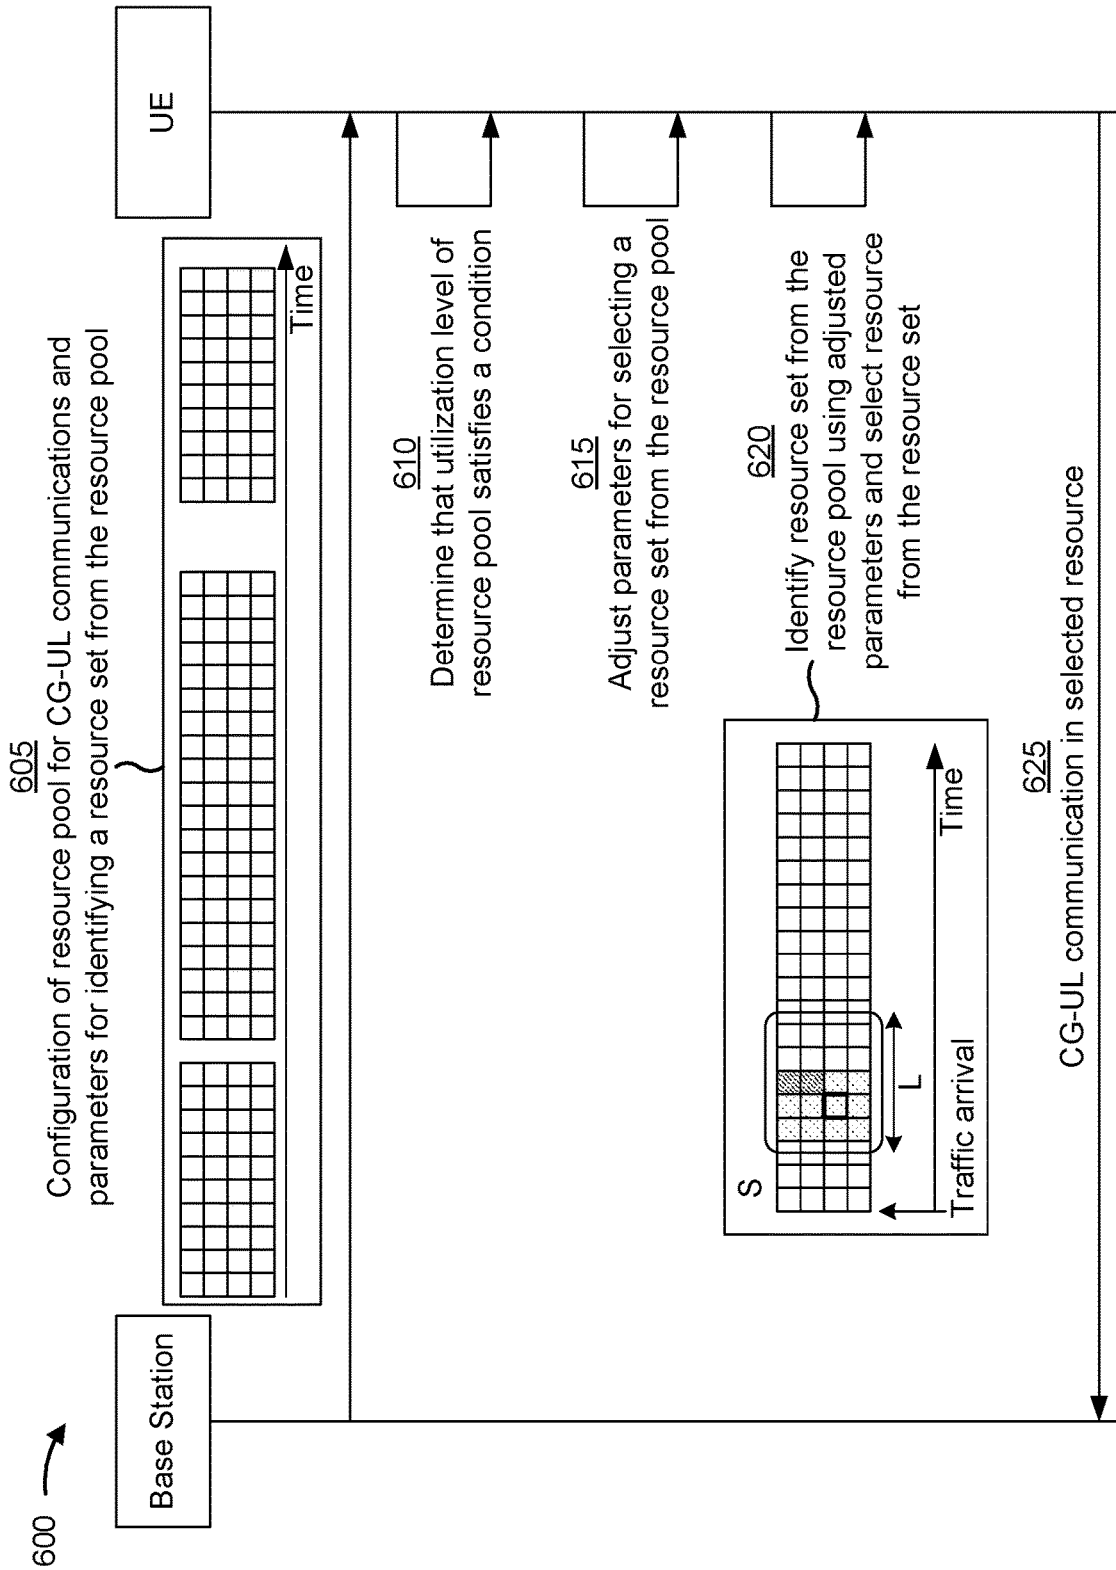 600
Base Station
UE
605
Configuration of resource pool for CG-UL communications and
parameters for identifying a resource set from the resource pool
Time
610
Determine that utilization level of
resource pool satisfies a condition
615
Adjust parameters for selecting a
resource set from the resource pool
620
Identify resource set from the
resource pool using adjusted
parameters and select resource
from the resource set
S
L
Traffic arrival
Time
625
CG-UL communication in selected resource